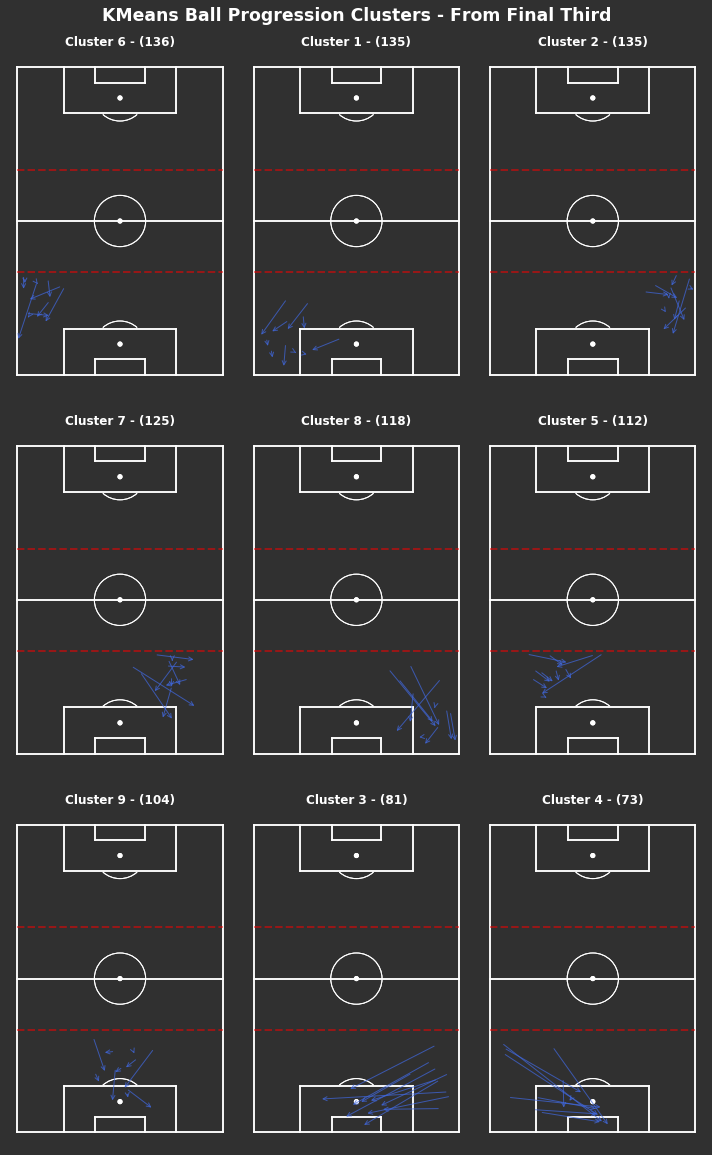 KMeans Ball Progression Clusters - From Final Third
Cluster 6 - (136)
Cluster 1 - (135)
Cluster 2 - (135)
Cluster 7 - (125)
Cluster 8 - (118)
Cluster 5 - (112)
Cluster 9 - (104)
Cluster 3 - (81)
Cluster 4 - (73)